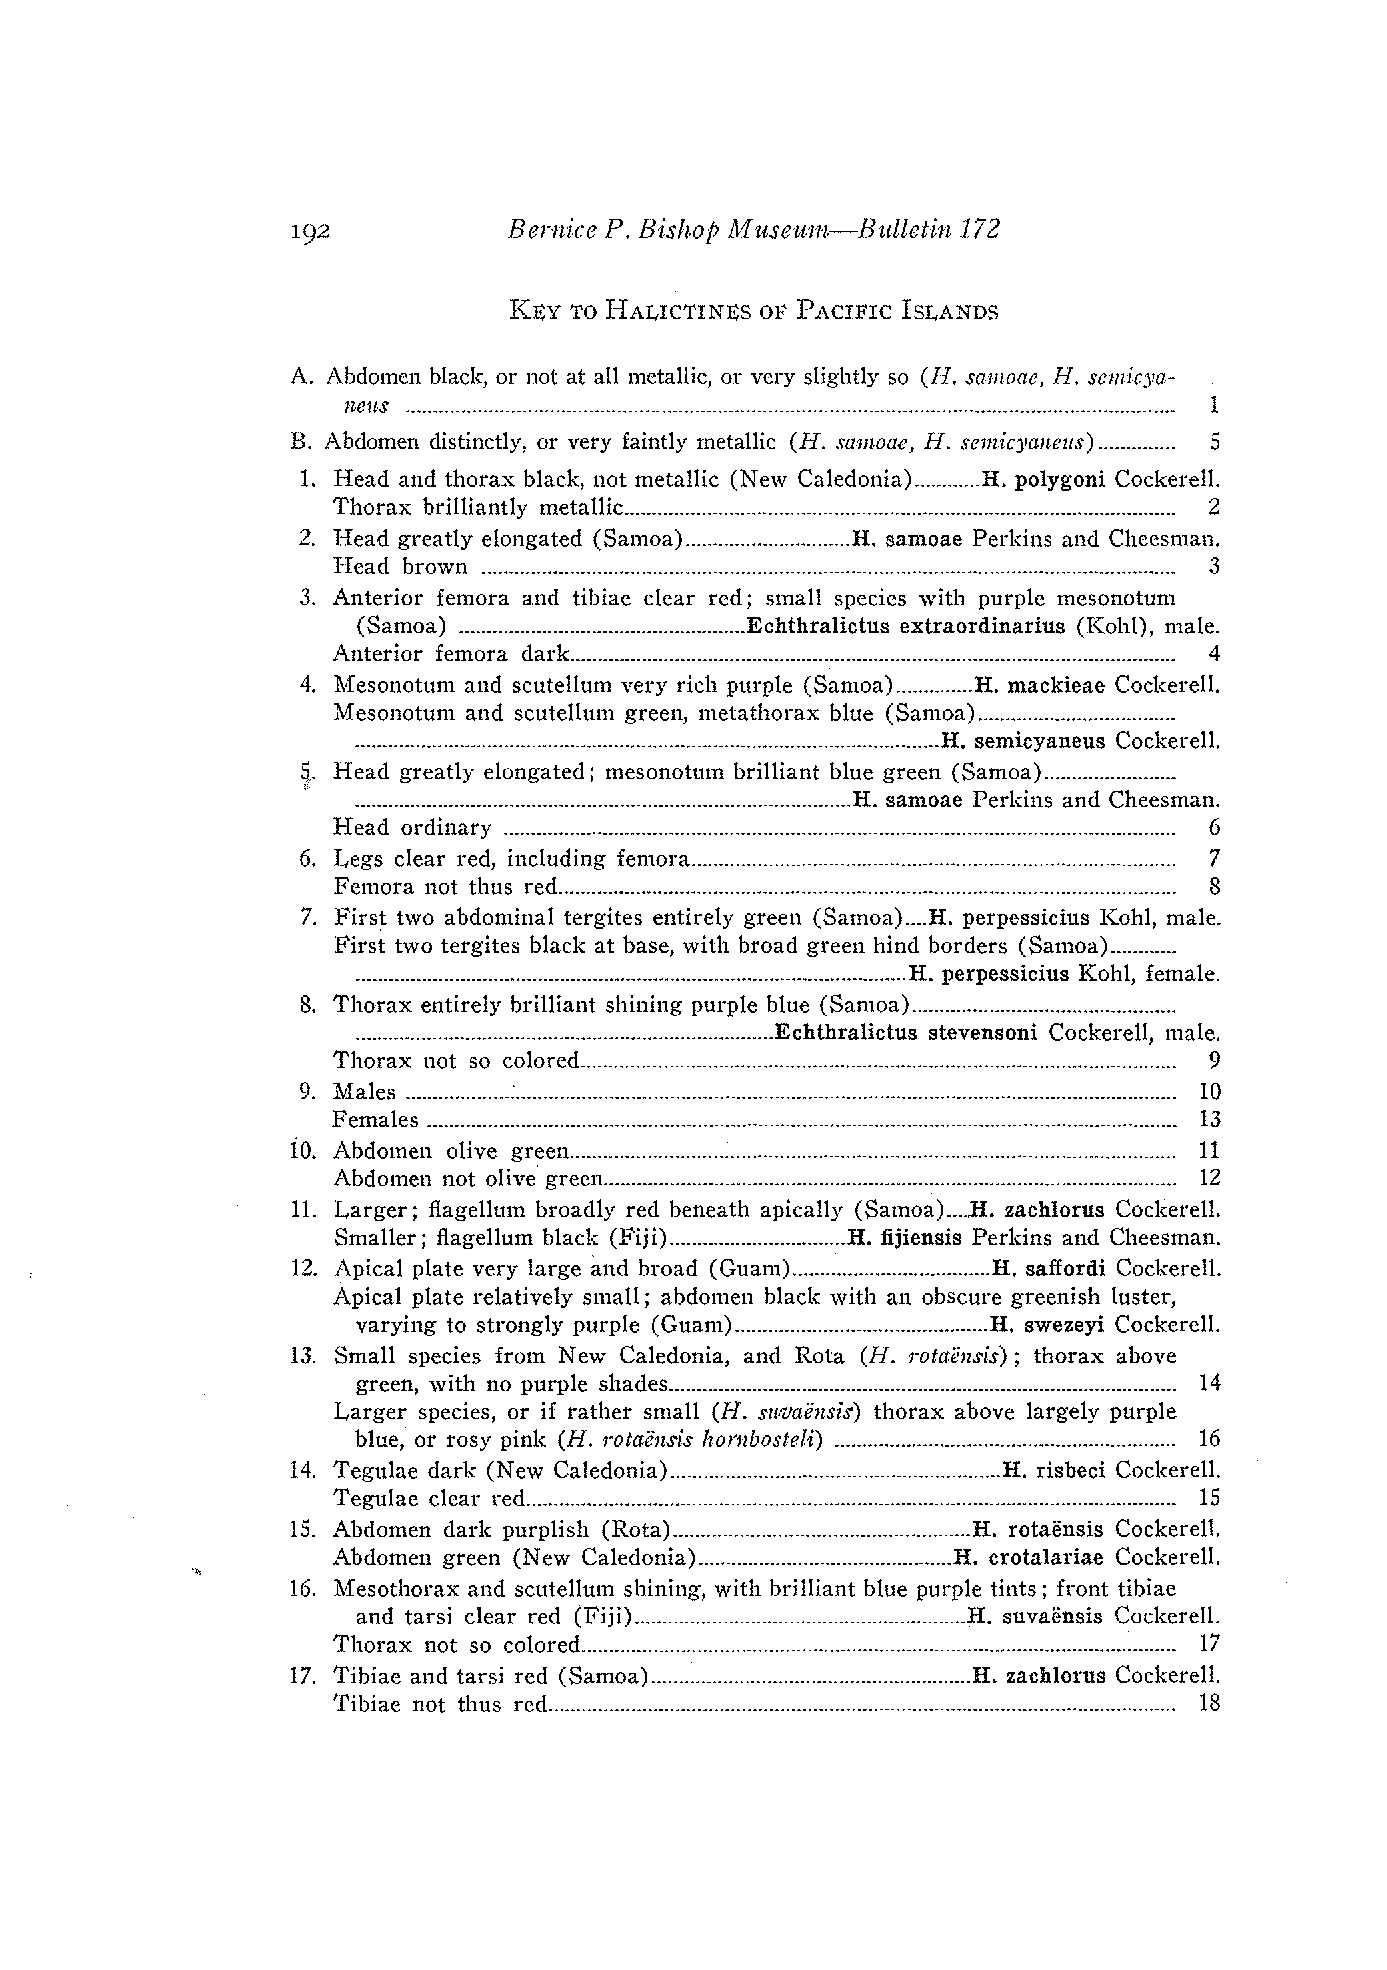 192 Bernice P. Bishop Museum—Bulletin 172
Key to Halictines of Pacific Islands
A. Abdomen black, or not at all metallic, or very slightly so (H. samoae, H. semicya-
neus ........ 1
B. Abdomen distinctly, or very faintly metallic (H. samoae, H. semicyaneus) ........ 5
1. Head and thorax black, not metallic (New Caledonia) ........ H. polygoni Cockerell.
Thorax brilliantly metallic ........ 2
2. Head greatly elongated (Samoa) ........ H. samoae Perkins and Cheesman.
Head brown ........ 3
3. Anterior femora and tibiae clear red; small species with purple mesonotum
(Samoa) ........ Echthralictus extraordinarius (Kohl), male.
Anterior femora dark ........ 4
4. Mesonotum and scutellum very rich purple (Samoa) ........ H. mackieae Cockerell.
Mesonotum and scutellum green, metathorax blue (Samoa) ........
........ H. semicyaneus Cockerell.
5. Head greatly elongated; mesonotum brilliant blue green (Samoa) ........
........ H. samoae Perkins and Cheesman.
Head ordinary ........ 6
6. Legs clear red, including femora ........ 7
Femora not thus red ........ 8
7. First two abdominal tergites entirely green (Samoa) .... H. perpessicius Kohl, male.
First two tergites black at base, with broad green hind borders (Samoa) ........
........ H. perpessicius Kohl, female.
8. Thorax entirely brilliant shining purple blue (Samoa) ........
........ Echthralictus stevensoni Cockerell, male.
Thorax not so colored ........ 9
9. Males ........ 10
Females ........ 13
10. Abdomen olive green ........ 11
Abdomen not olive green ........ 12
11. Larger; flagellum broadly red beneath apically (Samoa) .... H. zachlorus Cockerell.
Smaller; flagellum black (Fiji) ........ H. fijiensis Perkins and Cheesman.
12. Apical plate very large and broad (Guam) ........ H. saffordi Cockerell.
Apical plate relatively small; abdomen black with an obscure greenish luster,
varying to strongly purple (Guam) ........ H. swezeyi Cockerell.
13. Small species from New Caledonia, and Rota (H. rotaënsis); thorax above
green, with no purple shades ........ 14
Larger species, or if rather small (H. suvaënsis) thorax above largely purple
blue, or rosy pink (H. rotaënsis hornbosteli) ........ 16
14. Tegulae dark (New Caledonia) ........ H. risbeci Cockerell.
Tegulae clear red ........ 15
15. Abdomen dark purplish (Rota) ........ H. rotaënsis Cockerell.
Abdomen green (New Caledonia) ........ H. crotalariae Cockerell.
16. Mesothorax and scutellum shining, with brilliant blue purple tints; front tibiae
and tarsi clear red (Fiji) ........ H. suvaënsis Cockerell.
Thorax not so colored ........ 17
17. Tibiae and tarsi red (Samoa) ........ H. zachlorus Cockerell.
Tibiae not thus red ........ 18